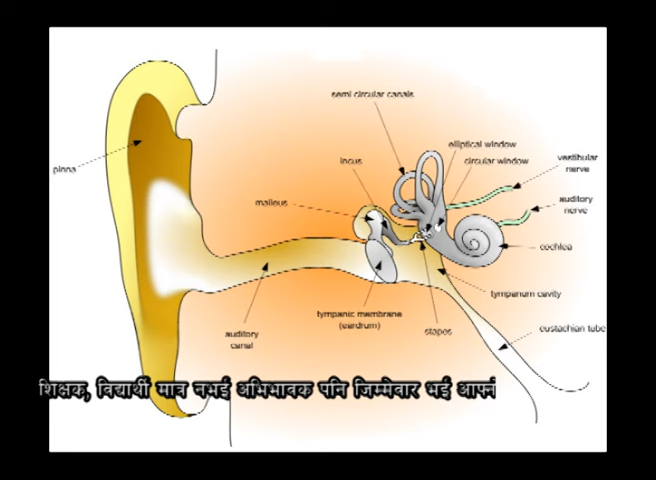 semi circular canals
elliptical window
circular window
incus
vestibular
nerve
pinna
malleus
auditory
nerve
cochlea
tympanum cavity
tympanic membrane
(eardrum)
stapes
auditory
canal
eustachian tube
शिक्षक, विद्यार्थी मात्र नभई अभिभावक पनि जिम्मेवार भई